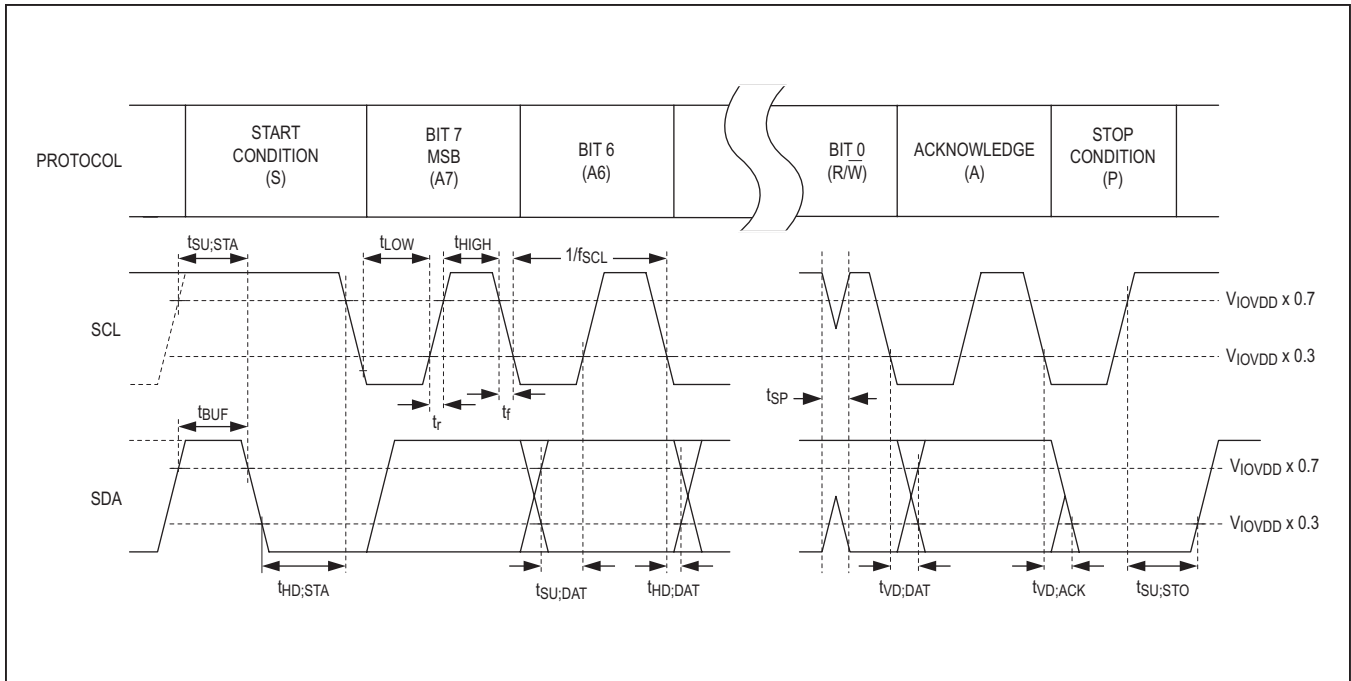 PROTOCOL
START
CONDITION
(S)
BIT 7
MSB
(A7)
BIT 6
(A6)
BIT 0
(R/W̅)
ACKNOWLEDGE
(A)
STOP
CONDITION
(P)
tSU;STA
tLOW
tHIGH
1/fSCL
SCL
VIOVDD x 0.7
VIOVDD x 0.3
tr
tf
tSP
tBUF
SDA
VIOVDD x 0.7
VIOVDD x 0.3
tHD;STA
tSU;DAT
tHD;DAT
tVD;DAT
tVD;ACK
tSU;STO